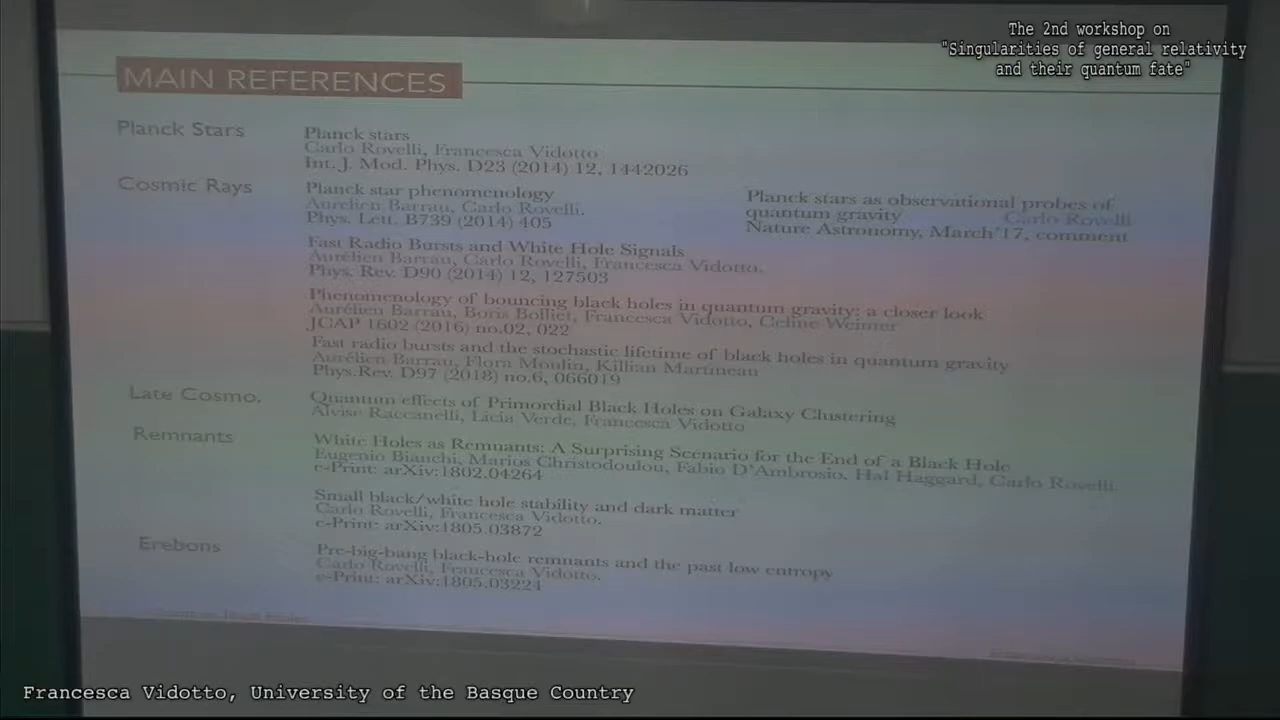 The 2nd workshop on
"Singularities of general relativity
and their quantum fate"
MAIN REFERENCES
Planck Stars
Planck stars
Carlo Rovelli, Francesca Vidotto
Int. J. Mod. Phys. D23 (2014) 12, 1442026
Cosmic Rays
Planck star phenomenology
Aurelien Barrau, Carlo Rovelli.
Phys. Lett. B739 (2014) 405
Planck stars as observational probes of
quantum gravity Carlo Rovelli
Nature Astronomy, March'17, comment
Fast Radio Bursts and White Hole Signals
Aurélien Barrau, Carlo Rovelli, Francesca Vidotto.
Phys. Rev. D90 (2014) 12, 127503
Phenomenology of bouncing black holes in quantum gravity: a closer look
Aurélien Barrau, Boris Bolliet, Francesca Vidotto, Celine Weimer
JCAP 1602 (2016) no.02, 022
Fast radio bursts and the stochastic lifetime of black holes in quantum gravity
Aurélien Barrau, Flora Moulin, Killian Martineau
Phys.Rev. D97 (2018) no.6, 066019
Late Cosmo.
Quantum effects of Primordial Black Holes on Galaxy Clustering
Alvise Raccanelli, Licia Verde, Francesca Vidotto
Remnants
White Holes as Remnants: A Surprising Scenario for the End of a Black Hole
Eugenio Bianchi, Marios Christodoulou, Fabio D'Ambrosio, Hal Haggard, Carlo Rovelli.
e-Print: arXiv:1802.04264
Small black/white hole stability and dark matter
Carlo Rovelli, Francesca Vidotto.
e-Print: arXiv:1805.03872
Erebons
Pre-big-bang black-hole remnants and the past low entropy
Carlo Rovelli, Francesca Vidotto.
e-Print: arXiv:1805.03224
Francesca Vidotto, University of the Basque Country